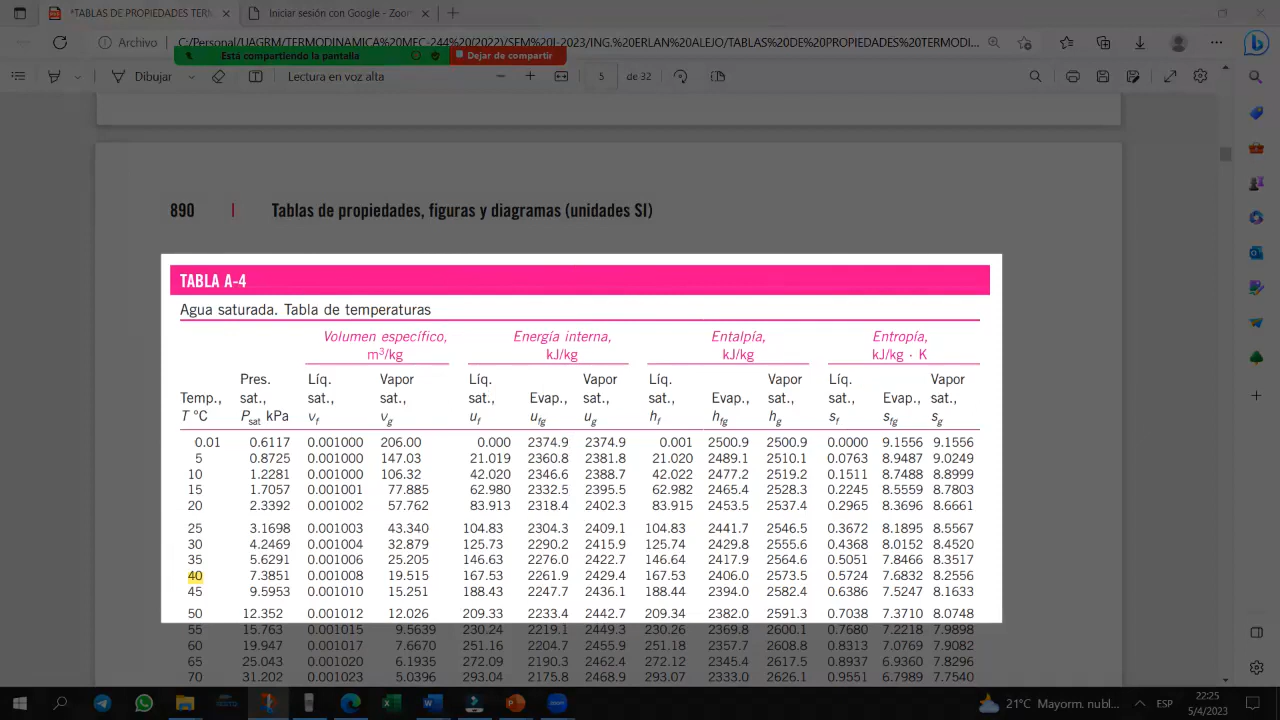 *TABLAS DE PROPIEDADES TERM
Iniciar sesión con Google - Zoom
Archivo C:/Personal/UAGRM/TERMODINAMICA%20MEC-244%20(2022)/SEM%20I-2023/ING.%20ERLAN%20ALEJO/TABLAS%20DE%20PROPIEDADES%20TERMODI...
Está compartiendo la pantalla Dejar de compartir
Dibujar Lectura en voz alta 5 de 32
890 Tablas de propiedades, figuras y diagramas (unidades SI)
TABLA A-4
Agua saturada. Tabla de temperaturas
Volumen específico, Energía interna, Entalpía, Entropía,
m³/kg kJ/kg kJ/kg kJ/kg · K
Pres. Líq. Vapor Líq. Vapor Líq. Vapor Líq. Vapor
Temp., sat., sat., sat., sat., Evap., sat., sat., Evap., sat., sat., Evap., sat.,
T °C Psat kPa vf vg uf ufg ug hf hfg hg sf sfg sg
0.01 0.6117 0.001000 206.00 0.000 2374.9 2374.9 0.001 2500.9 2500.9 0.0000 9.1556 9.1556
5 0.8725 0.001000 147.03 21.019 2360.8 2381.8 21.020 2489.1 2510.1 0.0763 8.9487 9.0249
10 1.2281 0.001000 106.32 42.020 2346.6 2388.7 42.022 2477.2 2519.2 0.1511 8.7488 8.8999
15 1.7057 0.001001 77.885 62.980 2332.5 2395.5 62.982 2465.4 2528.3 0.2245 8.5559 8.7803
20 2.3392 0.001002 57.762 83.913 2318.4 2402.3 83.915 2453.5 2537.4 0.2965 8.3696 8.6661
25 3.1698 0.001003 43.340 104.83 2304.3 2409.1 104.83 2441.7 2546.5 0.3672 8.1895 8.5567
30 4.2469 0.001004 32.879 125.73 2290.2 2415.9 125.74 2429.8 2555.6 0.4368 8.0152 8.4520
35 5.6291 0.001006 25.205 146.63 2276.0 2422.7 146.64 2417.9 2564.6 0.5051 7.8466 8.3517
40 7.3851 0.001008 19.515 167.53 2261.9 2429.4 167.53 2406.0 2573.5 0.5724 7.6832 8.2556
45 9.5953 0.001010 15.251 188.43 2247.7 2436.1 188.44 2394.0 2582.4 0.6386 7.5247 8.1633
50 12.352 0.001012 12.026 209.33 2233.4 2442.7 209.34 2382.0 2591.3 0.7038 7.3710 8.0748
55 15.763 0.001015 9.5639 230.24 2219.1 2449.3 230.26 2369.8 2600.1 0.7680 7.2218 7.9898
60 19.947 0.001017 7.6670 251.16 2204.7 2455.9 251.18 2357.7 2608.8 0.8313 7.0769 7.9082
65 25.043 0.001020 6.1935 272.09 2190.3 2462.4 272.12 2345.4 2617.5 0.8937 6.9360 7.8296
70 31.202 0.001023 5.0396 293.04 2175.8 2468.9 293.07 2333.0 2626.1 0.9551 6.7989 7.7540
21°C Mayorm. nubl... ESP 22:25
5/4/2023